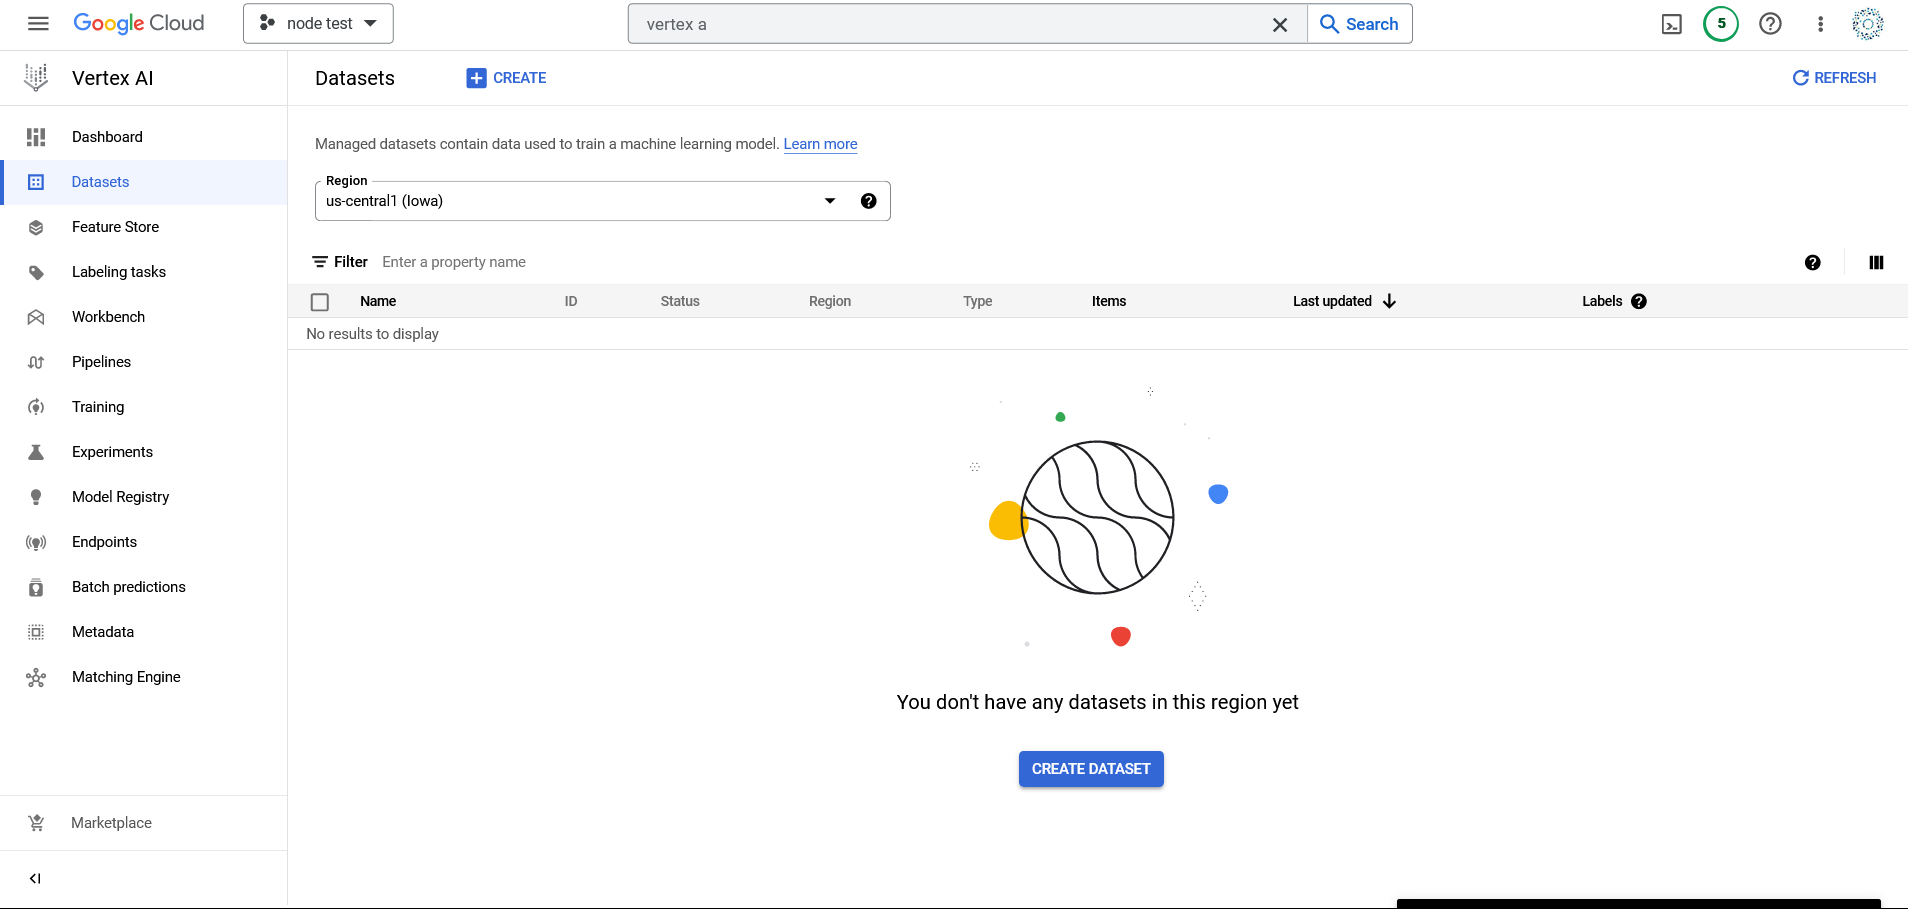 Google Cloud
node test
vertex a
Search
5
Vertex AI
Datasets
CREATE
REFRESH
Dashboard
Datasets
Feature Store
Labeling tasks
Workbench
Pipelines
Training
Experiments
Model Registry
Endpoints
Batch predictions
Metadata
Matching Engine
Marketplace
Managed datasets contain data used to train a machine learning model. Learn more
Region
us-central1 (Iowa)
Filter Enter a property name
Name ID Status Region Type Items Last updated Labels
No results to display
You don't have any datasets in this region yet
CREATE DATASET